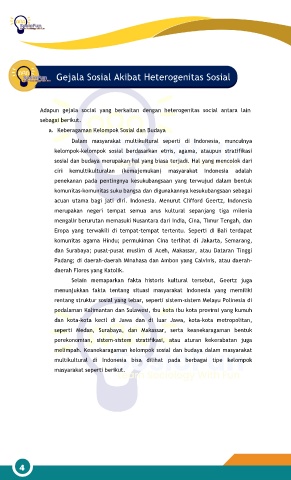 Gejala Sosial Akibat Heterogenitas Sosial
Adapun gejala social yang berkaitan dengan heterogenitas social antara lain
sebagai berikut.
a. Keberagaman Kelompok Sosial dan Budaya
Dalam masyarakat multikultural seperti di Indonesia, munculnya
kelompok-kelompok sosial berdasarkan etnis, agama, ataupun stratifikasi
sosial dan budaya merupakan hal yang biasa terjadi. Hal yang mencolok dari
ciri kemultikulturalan (kemajemukan) masyarakat Indonesia adalah
penekanan pada pentingnya kesukubangsaan yang terwujud dalam bentuk
komunitas-komunitas suku bangsa dan digunakannya kesukubangsaan sebagai
acuan utama bagi jati diri. Indonesia. Menurut Clifford Geertz, Indonesia
merupakan negeri tempat semua arus kultural sepanjang tiga milenia
mengalir berurutan memasuki Nusantara dari India, Cina, Timur Tengah, dan
Eropa yang terwakili di tempat-tempat tertentu. Seperti di Bali terdapat
komunitas agama Hindu; permukiman Cina terlihat di Jakarta, Semarang,
dan Surabaya; pusat-pusat muslim di Aceh, Makassar, atau Dataran Tinggi
Padang; di daerah-daerah Minahasa dan Ambon yang Calvinis, atau daerah-
daerah Flores yang Katolik.
Selain memaparkan fakta historis kultural tersebut, Geertz juga
menunjukkan fakta tentang situasi masyarakat Indonesia yang memiliki
rentang struktur sosial yang lebar, seperti sistem-sistem Melayu Polinesia di
pedalaman Kalimantan dan Sulawesi, ibu kota ibu kota provinsi yang kumuh
dan kota-kota kecil di Jawa dan di luar Jawa, kota-kota metropolitan,
seperti Medan, Surabaya, dan Makassar, serta keanekaragaman bentuk
perekonomian, sistem-sistem stratifikasi, atau aturan kekerabatan juga
melimpah. Keanekaragaman kelompok sosial dan budaya dalam masyarakat
multikultural di Indonesia bisa dilihat pada berbagai tipe kelompok
masyarakat seperti berikut.
4